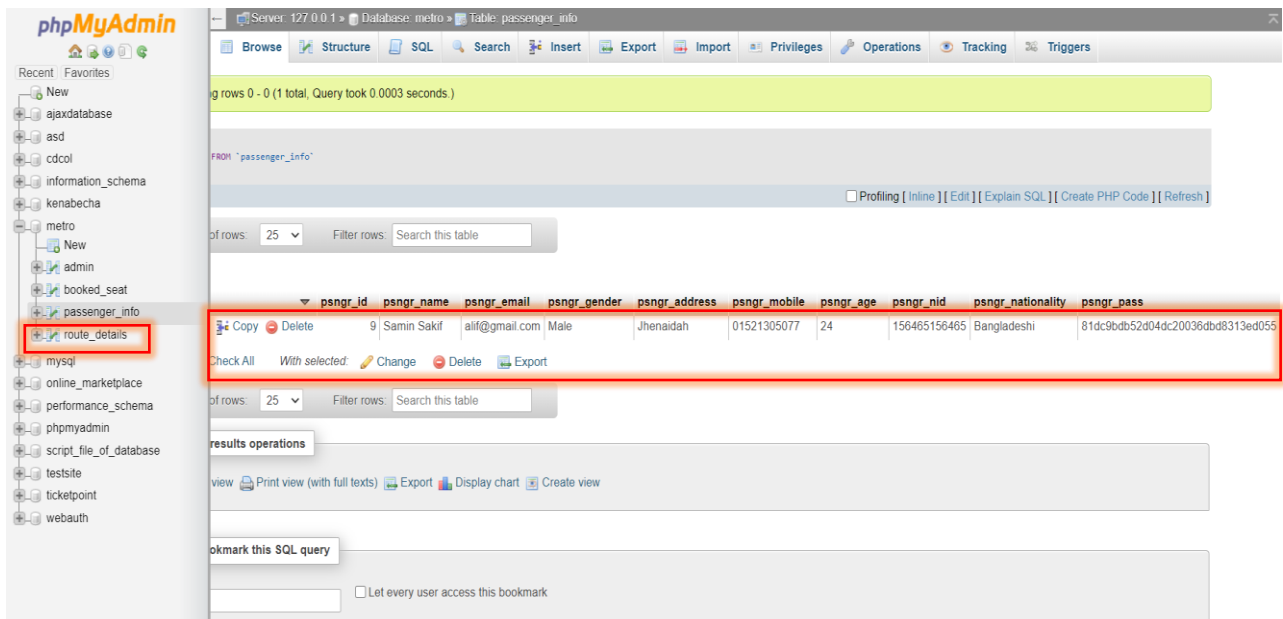 phpMyAdmin
Recent Favorites
New
ajaxdatabase
asd
cdcol
information_schema
kenabecha
metro
New
admin
booked_seat
passenger_info
route_details
mysql
online_marketplace
performance_schema
phpmyadmin
script_file_of_database
testsite
ticketpoint
webauth
Server: 127.0.0.1 » Database: metro » Table: passenger_info
Browse Structure SQL Search Insert Export Import Privileges Operations Tracking Triggers
g rows 0 - 0 (1 total, Query took 0.0003 seconds.)
FROM `passenger_info`
Profiling [ Inline ] [ Edit ] [ Explain SQL ] [ Create PHP Code ] [ Refresh ]
of rows: 25 Filter rows: Search this table
psngr_id psngr_name psngr_email psngr_gender psngr_address psngr_mobile psngr_age psngr_nid psngr_nationality psngr_pass
Copy Delete 9 Samin Sakif alif@gmail.com Male Jhenaidah 01521305077 24 156465156465 Bangladeshi 81dc9bdb52d04dc20036dbd8313ed055
Check All With selected: Change Delete Export
of rows: 25 Filter rows: Search this table
results operations
view Print view (with full texts) Export Display chart Create view
okmark this SQL query
Let every user access this bookmark